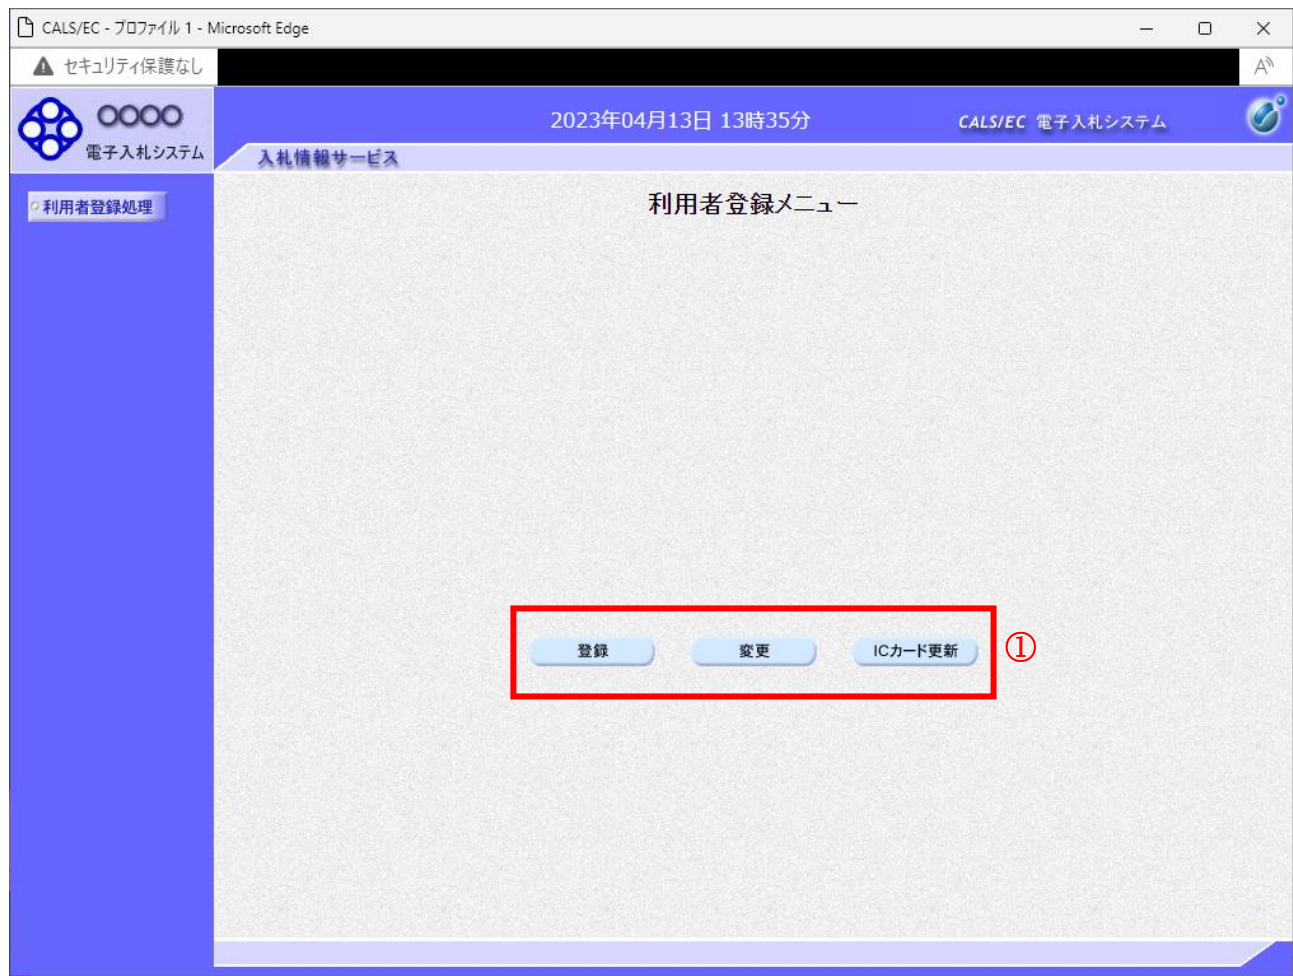 CALS/EC - プロファイル 1 - Microsoft Edge
セキュリティ保護なし
〇〇〇〇
電子入札システム
2023年04月13日 13時35分
CALS/EC 電子入札システム
入札情報サービス
利用者登録処理
利用者登録メニュー
登録 変更 ICカード更新 ①